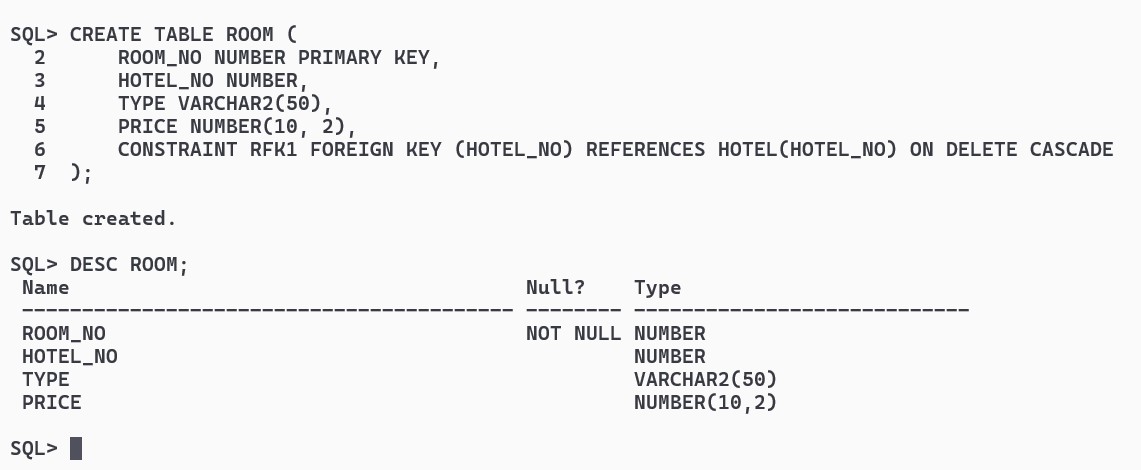 SQL> CREATE TABLE ROOM (
  2      ROOM_NO NUMBER PRIMARY KEY,
  3      HOTEL_NO NUMBER,
  4      TYPE VARCHAR2(50),
  5      PRICE NUMBER(10, 2),
  6      CONSTRAINT RFK1 FOREIGN KEY (HOTEL_NO) REFERENCES HOTEL(HOTEL_NO) ON DELETE CASCADE
  7  );
Table created.
SQL> DESC ROOM;
 Name                                      Null?    Type
 ----------------------------------------- -------- ----------------------------
 ROOM_NO                                   NOT NULL NUMBER
 HOTEL_NO                                           NUMBER
 TYPE                                               VARCHAR2(50)
 PRICE                                              NUMBER(10,2)
SQL>